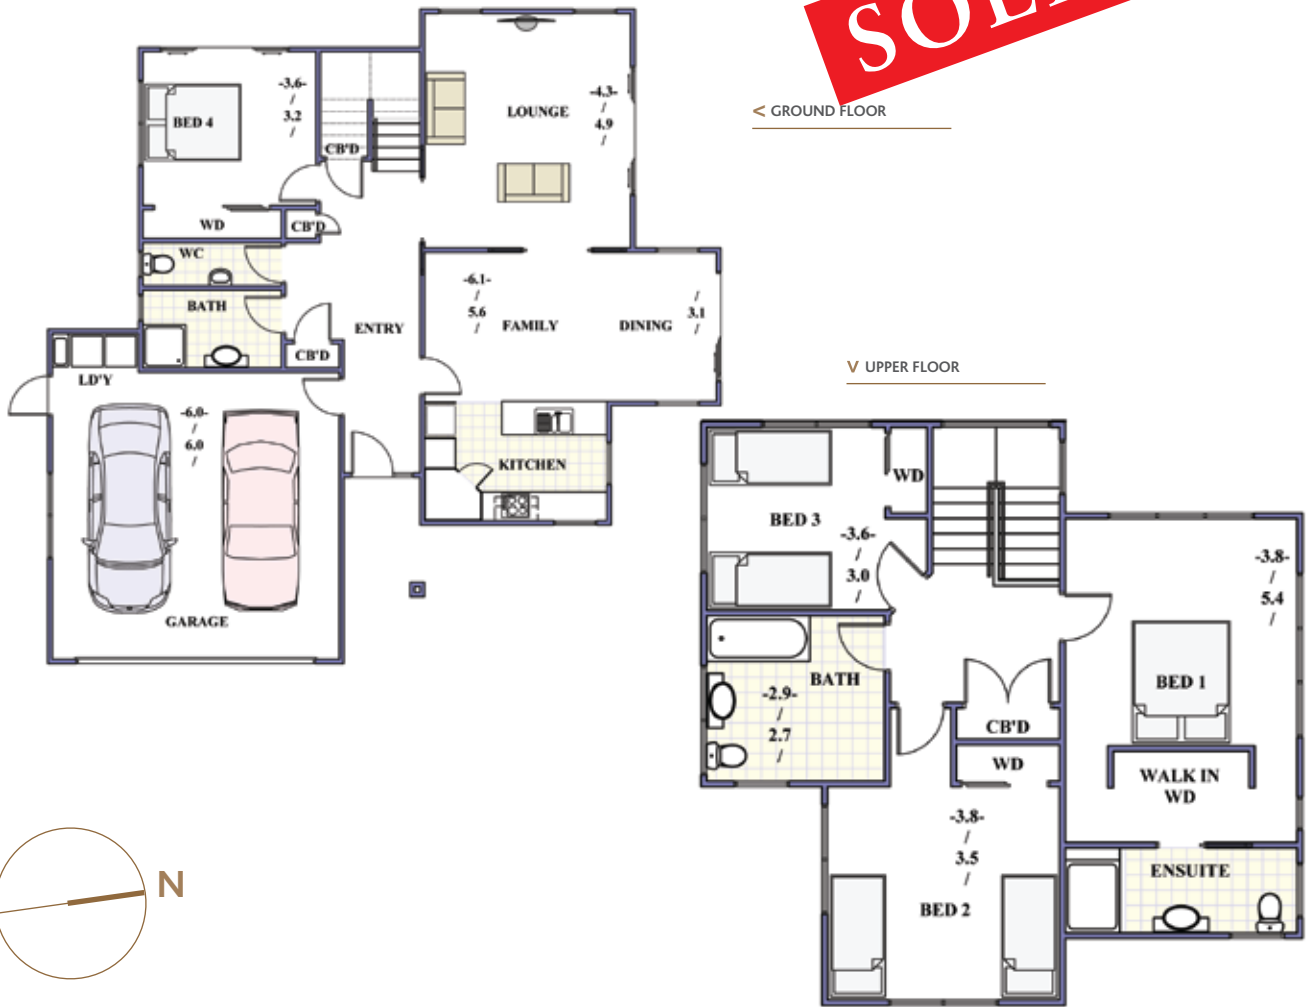 SOL
< GROUND FLOOR
LOUNGE
-4.3-
/
4.9
/
BED 4
-3.6-
/
3.2
/
CB'D
WD
CB'D
WC
BATH
CB'D
ENTRY
-6.1-
/
5.6
/
FAMILY
DINING
/
3.1
/
LD'Y
-6.0-
/
6.0
/
GARAGE
KITCHEN
V UPPER FLOOR
WD
BED 3
-3.6-
/
3.0
/
BATH
-2.9-
/
2.7
/
CB'D
WD
-3.8-
/
3.5
/
BED 2
-3.8-
/
5.4
/
BED 1
WALK IN
WD
ENSUITE
N